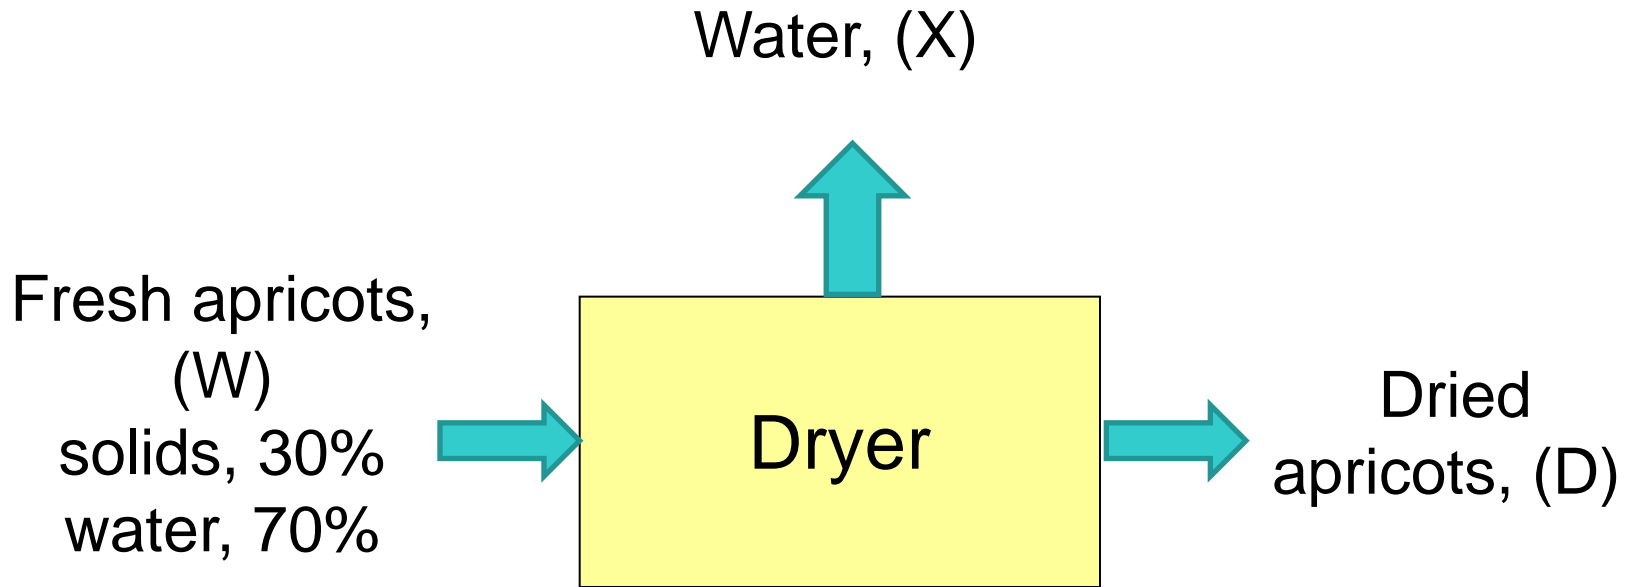 Water, (X)
Fresh apricots,
(W)
solids, 30%
water, 70%
Dryer
Dried
apricots, (D)